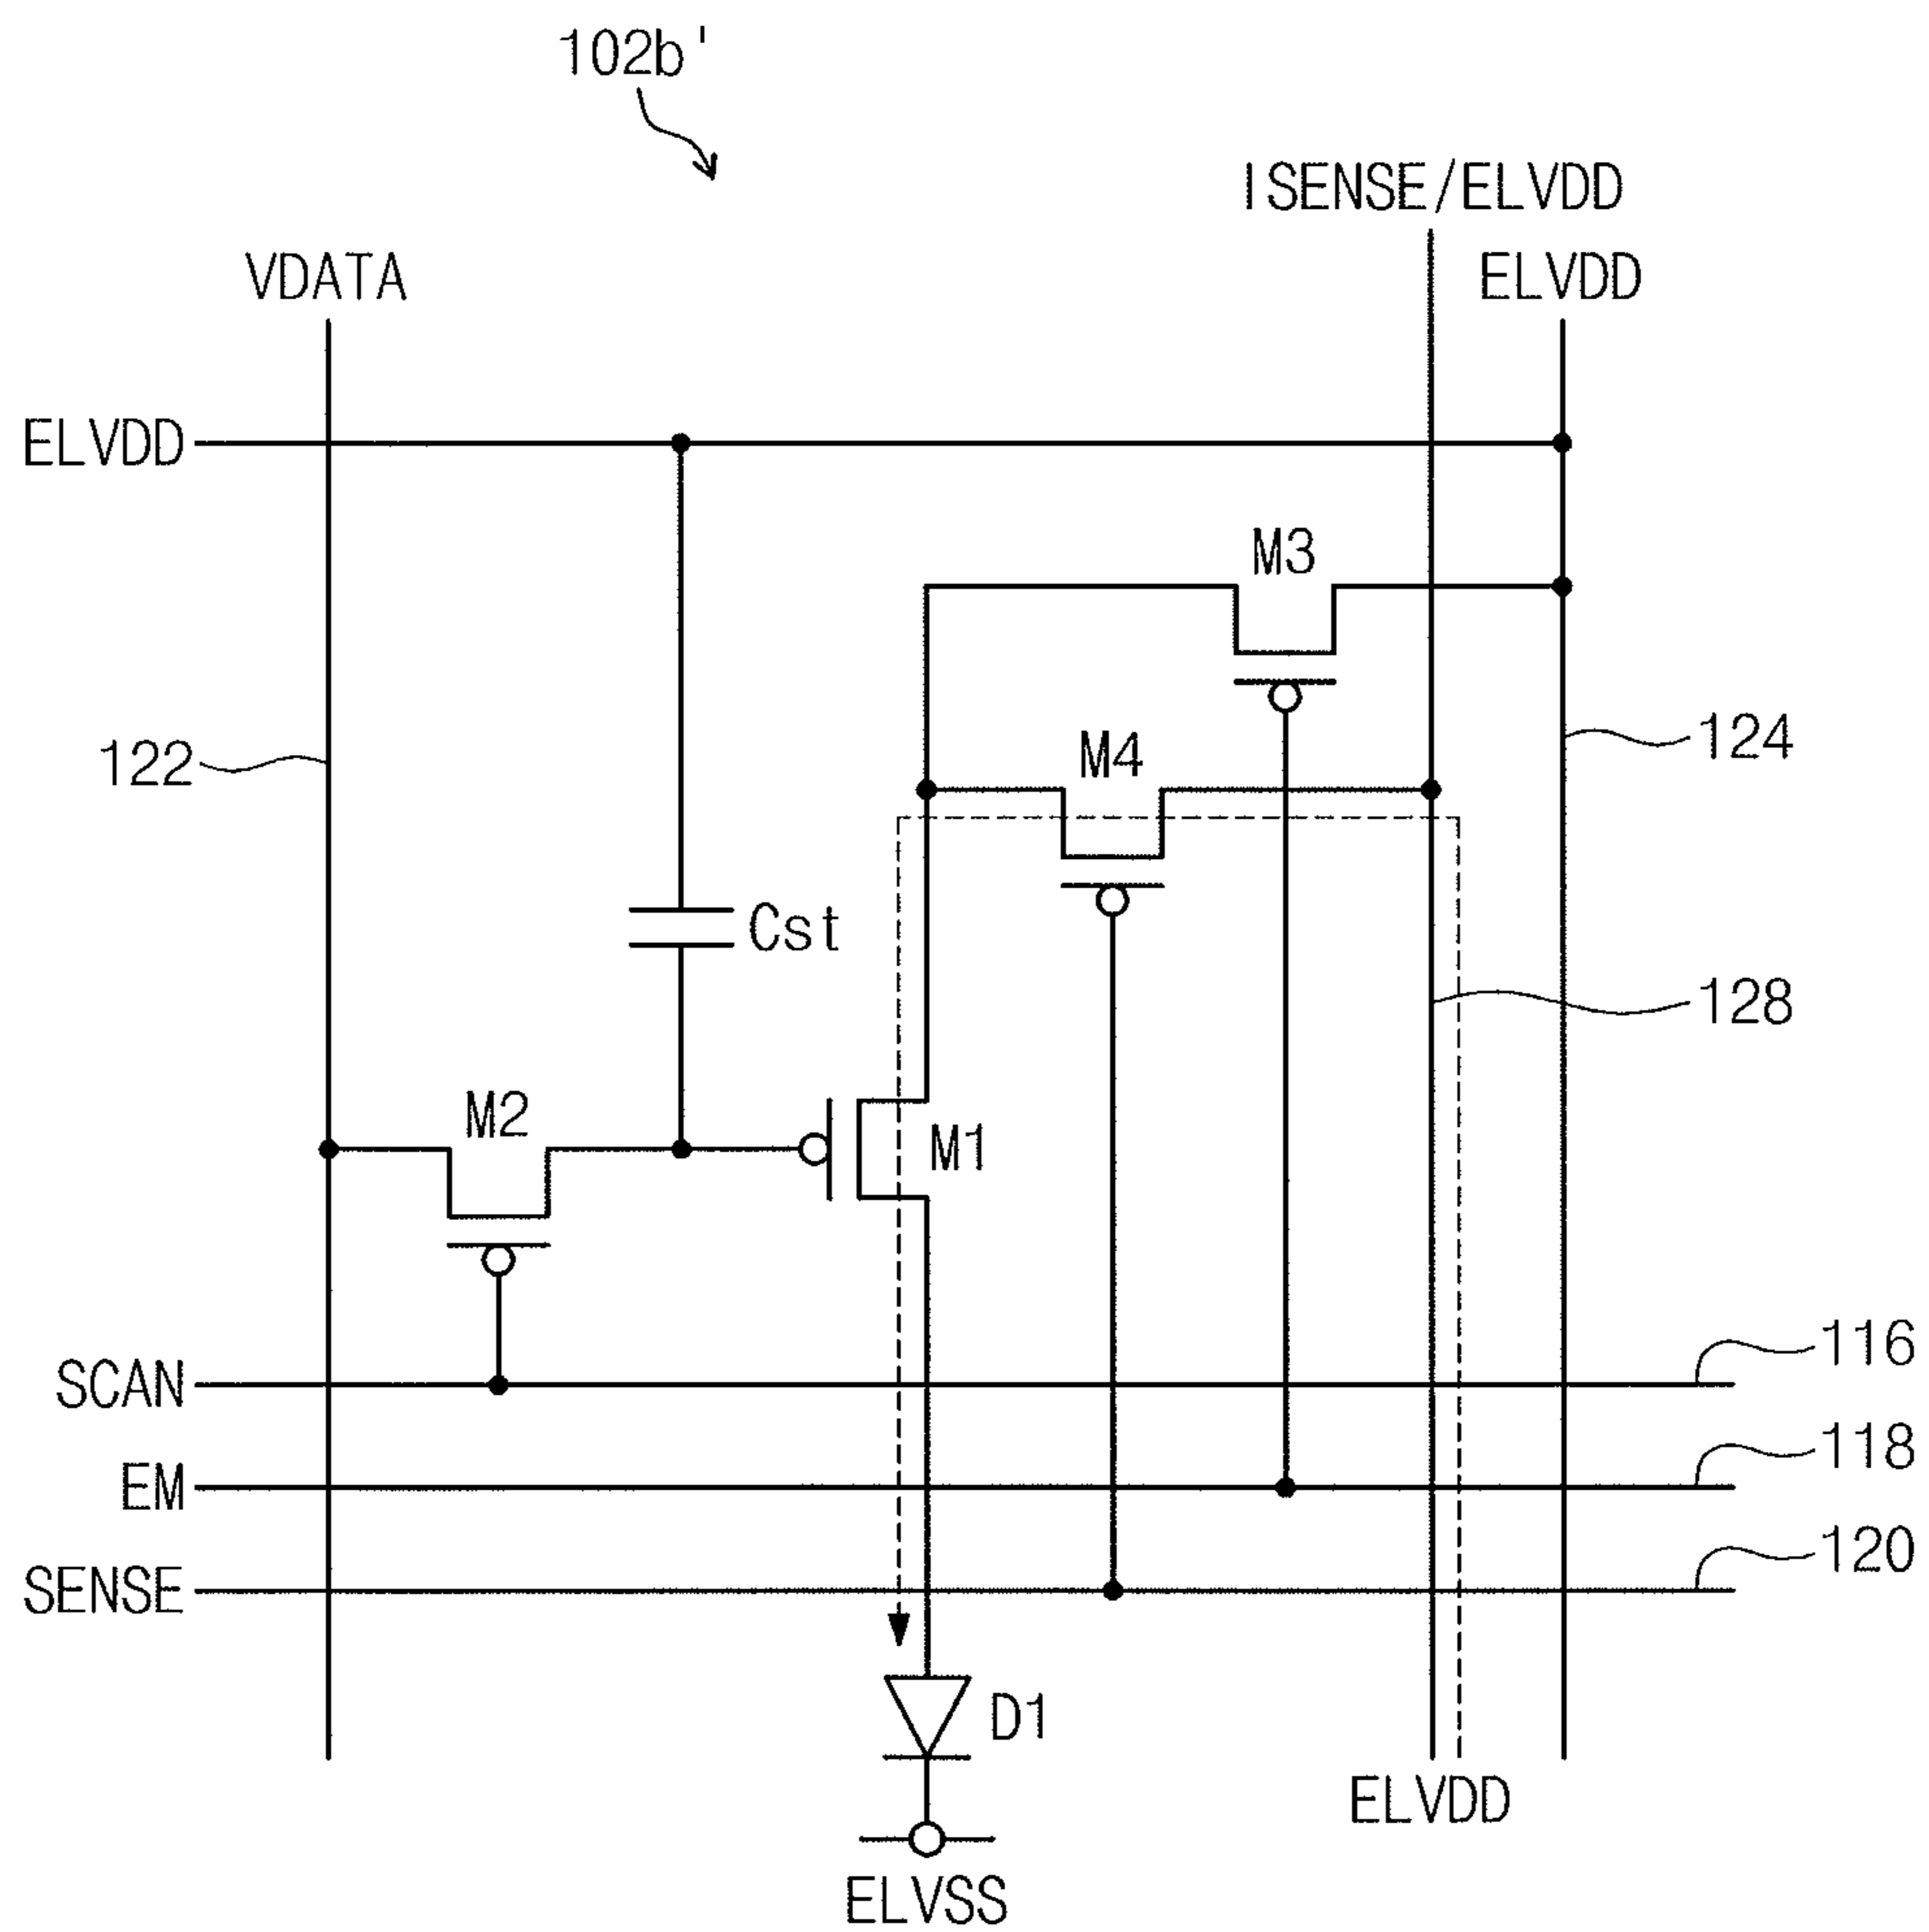 102b'
ISENSE/ELVDD
VDATA
ELVDD
ELVDD
M3
122
M4
124
Cst
128
M2
M1
SCAN
116
EM
118
SENSE
120
D1
ELVDD
ELVSS